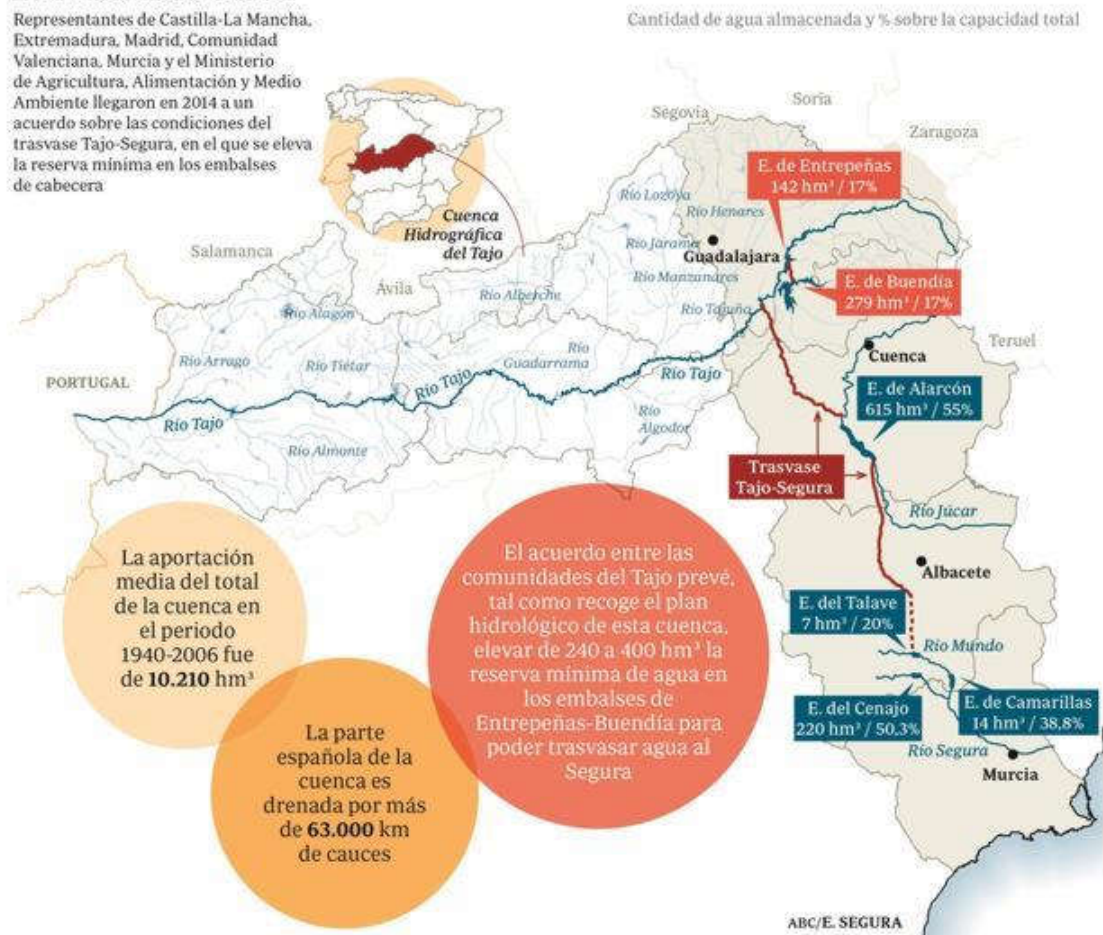 Representantes de Castilla-La Mancha,
Extremadura, Madrid, Comunidad
Valenciana, Murcia y el Ministerio
de Agricultura, Alimentación y Medio
Ambiente llegaron en 2014 a un
acuerdo sobre las condiciones del
trasvase Tajo-Segura, en el que se eleva
la reserva mínima en los embalses
de cabecera
Cantidad de agua almacenada y % sobre la capacidad total
Segovia
Soria
Zaragoza
E. de Entrepeñas
142 hm³ / 17%
Río Lozoya
Río Henares
Cuenca
Hidrográfica
del Tajo
Río Jarama
Guadalajara
Salamanca
Río Manzanares
E. de Buendía
279 hm³ / 17%
Ávila
Río Alberche
Río Tajuña
Río Alagón
Teruel
Cuenca
Río Arrago
Río Tiétar
Río
Guadarrama
PORTUGAL
Río Tajo
Río Tajo
Río Tajo
E. de Alarcón
615 hm³ / 55%
Río
Algodor
Río Almonte
Trasvase
Tajo-Segura
Río Júcar
La aportación
media del total
de la cuenca en
el periodo
1940-2006 fue
de 10.210 hm³
El acuerdo entre las
comunidades del Tajo prevé,
tal como recoge el plan
hidrológico de esta cuenca,
elevar de 240 a 400 hm³ la
reserva mínima de agua en
los embalses de
Entrepeñas-Buendía para
poder trasvasar agua al
Segura
Albacete
E. del Talave
7 hm³ / 20%
Río Mundo
E. del Cenajo
220 hm³ / 50,3%
E. de Camarillas
14 hm³ / 38,8%
Río Segura
Murcia
La parte
española de la
cuenca es
drenada por más
de 63.000 km
de cauces
ABC/E. SEGURA